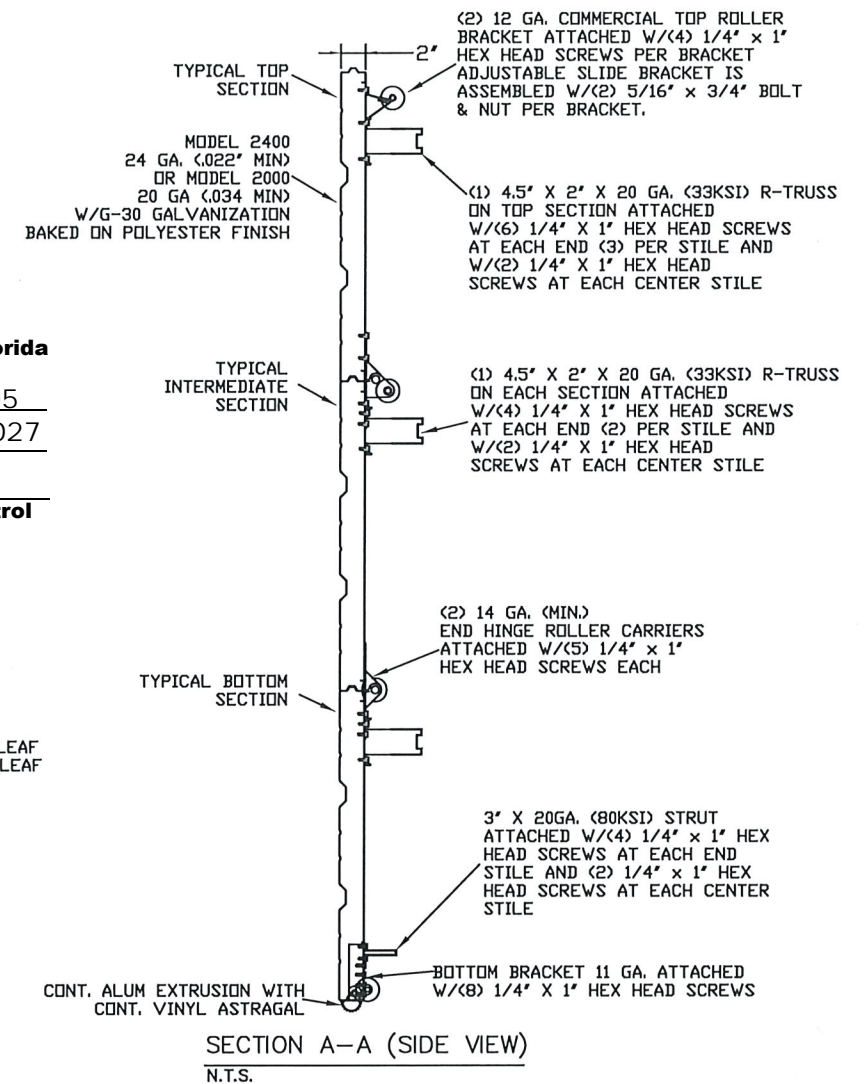 (2) 12 GA. COMMERCIAL TOP ROLLER
BRACKET ATTACHED W/(4) 1/4" x 1"
HEX HEAD SCREWS PER BRACKET
ADJUSTABLE SLIDE BRACKET IS
ASSEMBLED W/(2) 5/16" x 3/4" BOLT
& NUT PER BRACKET.
2"
TYPICAL TOP
SECTION
MODEL 2400
24 GA. (.022" MIN)
OR MODEL 2000
20 GA (.034 MIN)
W/G-30 GALVANIZATION
BAKED ON POLYESTER FINISH
(1) 4.5" X 2" X 20 GA. (33KSI) R-TRUSS
ON TOP SECTION ATTACHED
W/(6) 1/4" X 1" HEX HEAD SCREWS
AT EACH END (3) PER STILE AND
W/(2) 1/4" X 1" HEX HEAD
SCREWS AT EACH CENTER STILE
orida
5
027
trol
TYPICAL
INTERMEDIATE
SECTION
(1) 4.5" X 2" X 20 GA. (33KSI) R-TRUSS
ON EACH SECTION ATTACHED
W/(4) 1/4" X 1" HEX HEAD SCREWS
AT EACH END (2) PER STILE AND
W/(2) 1/4" X 1" HEX HEAD
SCREWS AT EACH CENTER STILE
(2) 14 GA. (MIN.)
END HINGE ROLLER CARRIERS
ATTACHED W/(5) 1/4" x 1"
HEX HEAD SCREWS EACH
TYPICAL BOTTOM
SECTION
LEAF
LEAF
3" X 20GA. (80KSI) STRUT
ATTACHED W/(4) 1/4" x 1" HEX
HEAD SCREWS AT EACH END
STILE AND (2) 1/4" x 1" HEX
HEAD SCREWS AT EACH CENTER
STILE
BOTTOM BRACKET 11 GA. ATTACHED
W/(8) 1/4" X 1" HEX HEAD SCREWS
CONT. ALUM EXTRUSION WITH
CONT. VINYL ASTRAGAL
SECTION A-A (SIDE VIEW)
N.T.S.